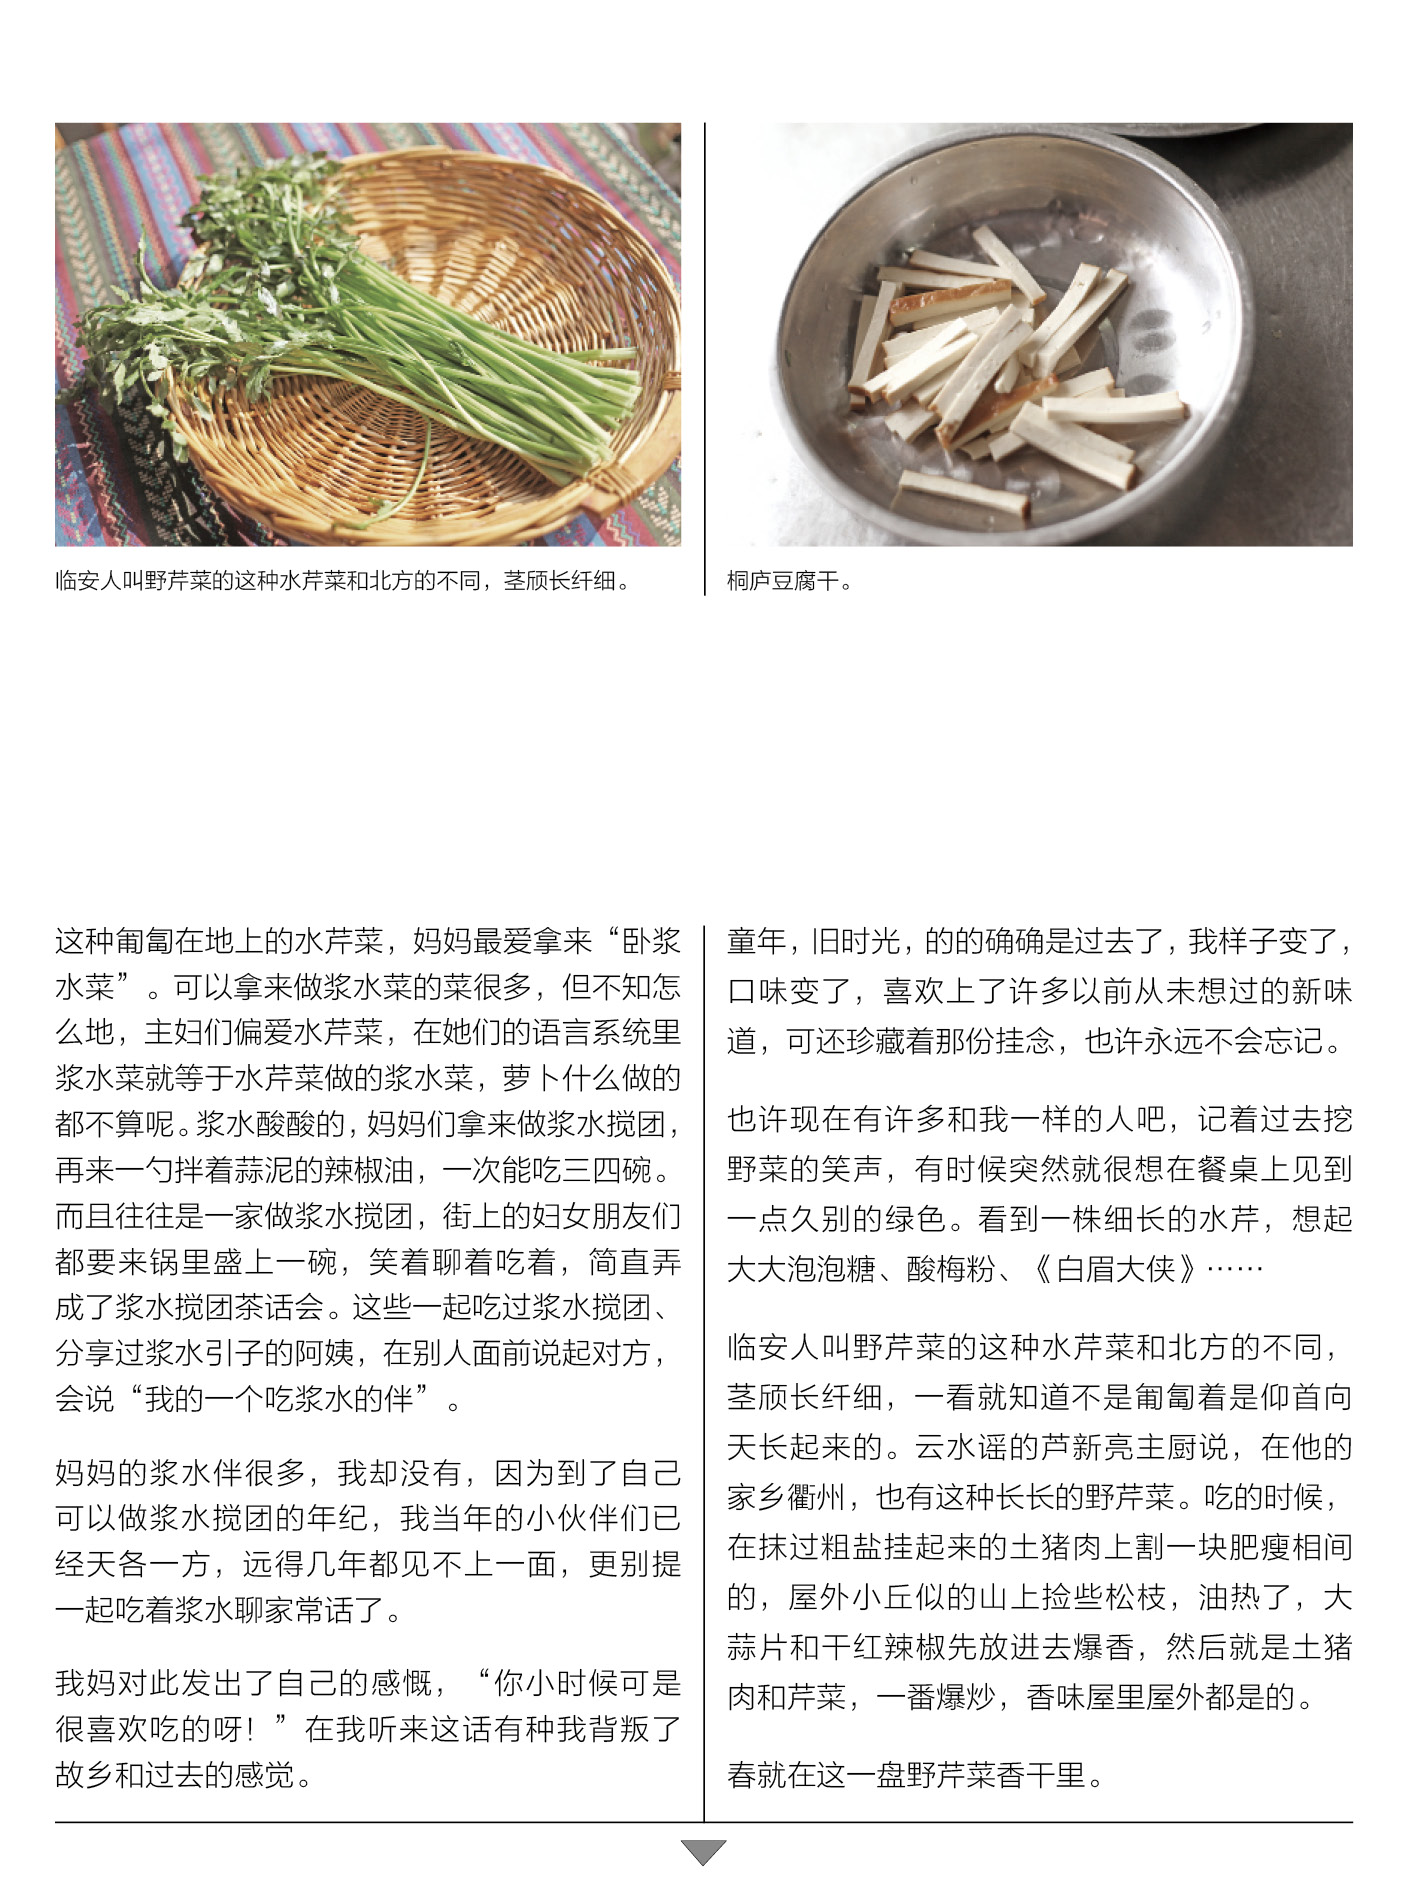 临安人叫野芹菜的这种水芹菜和北方的不同，茎颀长纤细。
桐庐豆腐干。
这种匍匐在地上的水芹菜，妈妈最爱拿来“卧浆
水菜”。可以拿来做浆水菜的菜很多，但不知怎
么地，主妇们偏爱水芹菜，在她们的语言系统里
浆水菜就等于水芹菜做的浆水菜，萝卜什么做的
都不算呢。浆水酸酸的，妈妈们拿来做浆水搅团，
再来一勺拌着蒜泥的辣椒油，一次能吃三四碗。
而且往往是一家做浆水搅团，街上的妇女朋友们
都要来锅里盛上一碗，笑着聊着吃着，简直弄
成了浆水搅团茶话会。这些一起吃过浆水搅团、
分享过浆水引子的阿姨，在别人面前说起对方，
会说“我的一个吃浆水的伴”。
妈妈的浆水伴很多，我却没有，因为到了自己
可以做浆水搅团的年纪，我当年的小伙伴们已
经天各一方，远得几年都见不上一面，更别提
一起吃着浆水聊家常话了。
我妈对此发出了自己的感慨，“你小时候可是
很喜欢吃的呀！”在我听来这话有种我背叛了
故乡和过去的感觉。
童年，旧时光，的的确确是过去了，我样子变了，
口味变了，喜欢上了许多以前从未想过的新味
道，可还珍藏着那份挂念，也许永远不会忘记。
也许现在有许多和我一样的人吧，记着过去挖
野菜的笑声，有时候突然就很想在餐桌上见到
一点久别的绿色。看到一株细长的水芹，想起
大大泡泡糖、酸梅粉、《白眉大侠》……
临安人叫野芹菜的这种水芹菜和北方的不同，
茎颀长纤细，一看就知道不是匍匐着是仰首向
天长起来的。云水谣的芦新亮主厨说，在他的
家乡衢州，也有这种长长的野芹菜。吃的时候，
在抹过粗盐挂起来的土猪肉上割一块肥瘦相间
的，屋外小丘似的山上捡些松枝，油热了，大
蒜片和干红辣椒先放进去爆香，然后就是土猪
肉和芹菜，一番爆炒，香味屋里屋外都是的。
春就在这一盘野芹菜香干里。